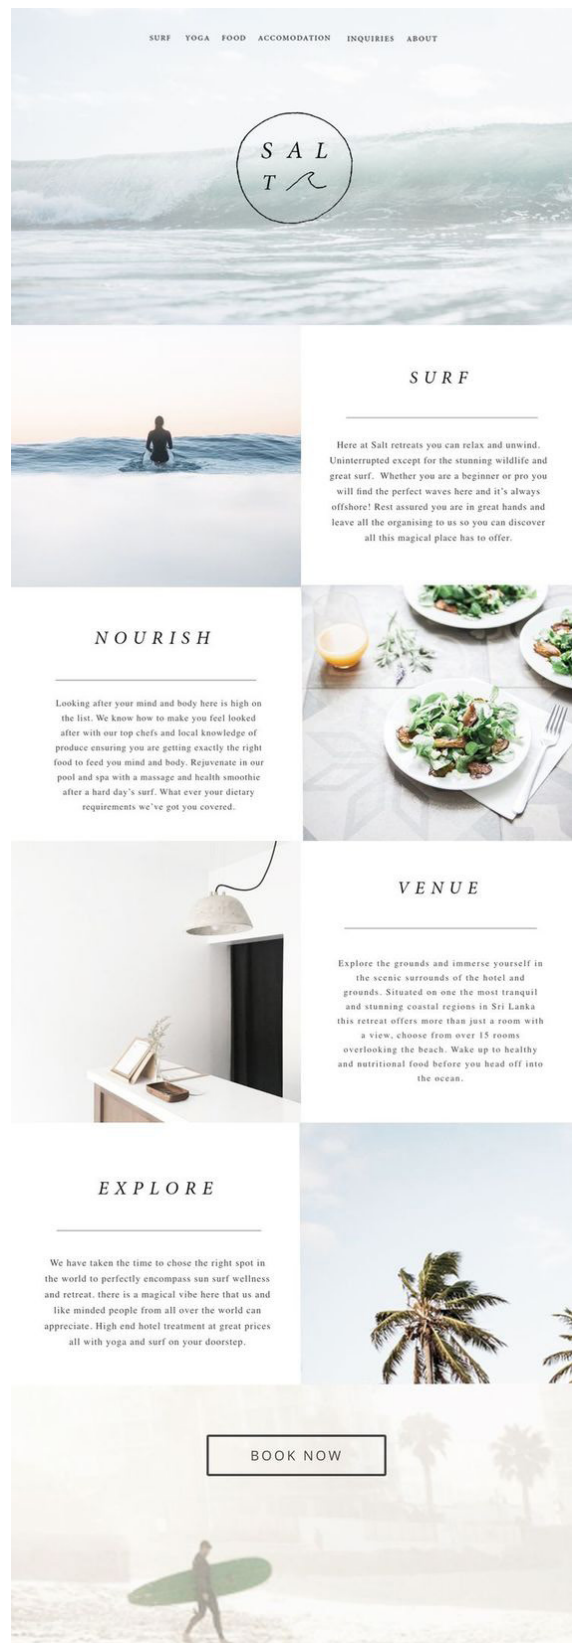 SURF YOGA FOOD ACCOMODATION INQUIRIES ABOUT
S A L
T
SURF
Here at Salt retreats you can relax and unwind.
Uninterrupted except for the stunning wildlife and
great surf. Whether you are a beginner or pro you
will find the perfect waves here and it's always
offshore! Rest assured you are in great hands and
leave all the organising to us so you can discover
all this magical place has to offer.
NOURISH
Looking after your mind and body here is high on
the list. We know how to make you feel looked
after with our top chefs and local knowledge of
produce ensuring you are getting exactly the right
food to feed you mind and body. Rejuvenate in our
pool and spa with a massage and health smoothie
after a hard day's surf. What ever your dietary
requirements we've got you covered.
VENUE
Explore the grounds and immerse yourself in
the scenic surrounds of the hotel and
grounds. Situated on one the most tranquil
and stunning coastal regions in Sri Lanka
this retreat offers more than just a room with
a view, choose from over 15 rooms
overlooking the beach. Wake up to healthy
and nutritional food before you head off into
the ocean.
EXPLORE
We have taken the time to chose the right spot in
the world to perfectly encompass sun surf wellness
and retreat. there is a magical vibe here that us and
like minded people from all over the world can
appreciate. High end hotel treatment at great prices
all with yoga and surf on your doorstep.
BOOK NOW